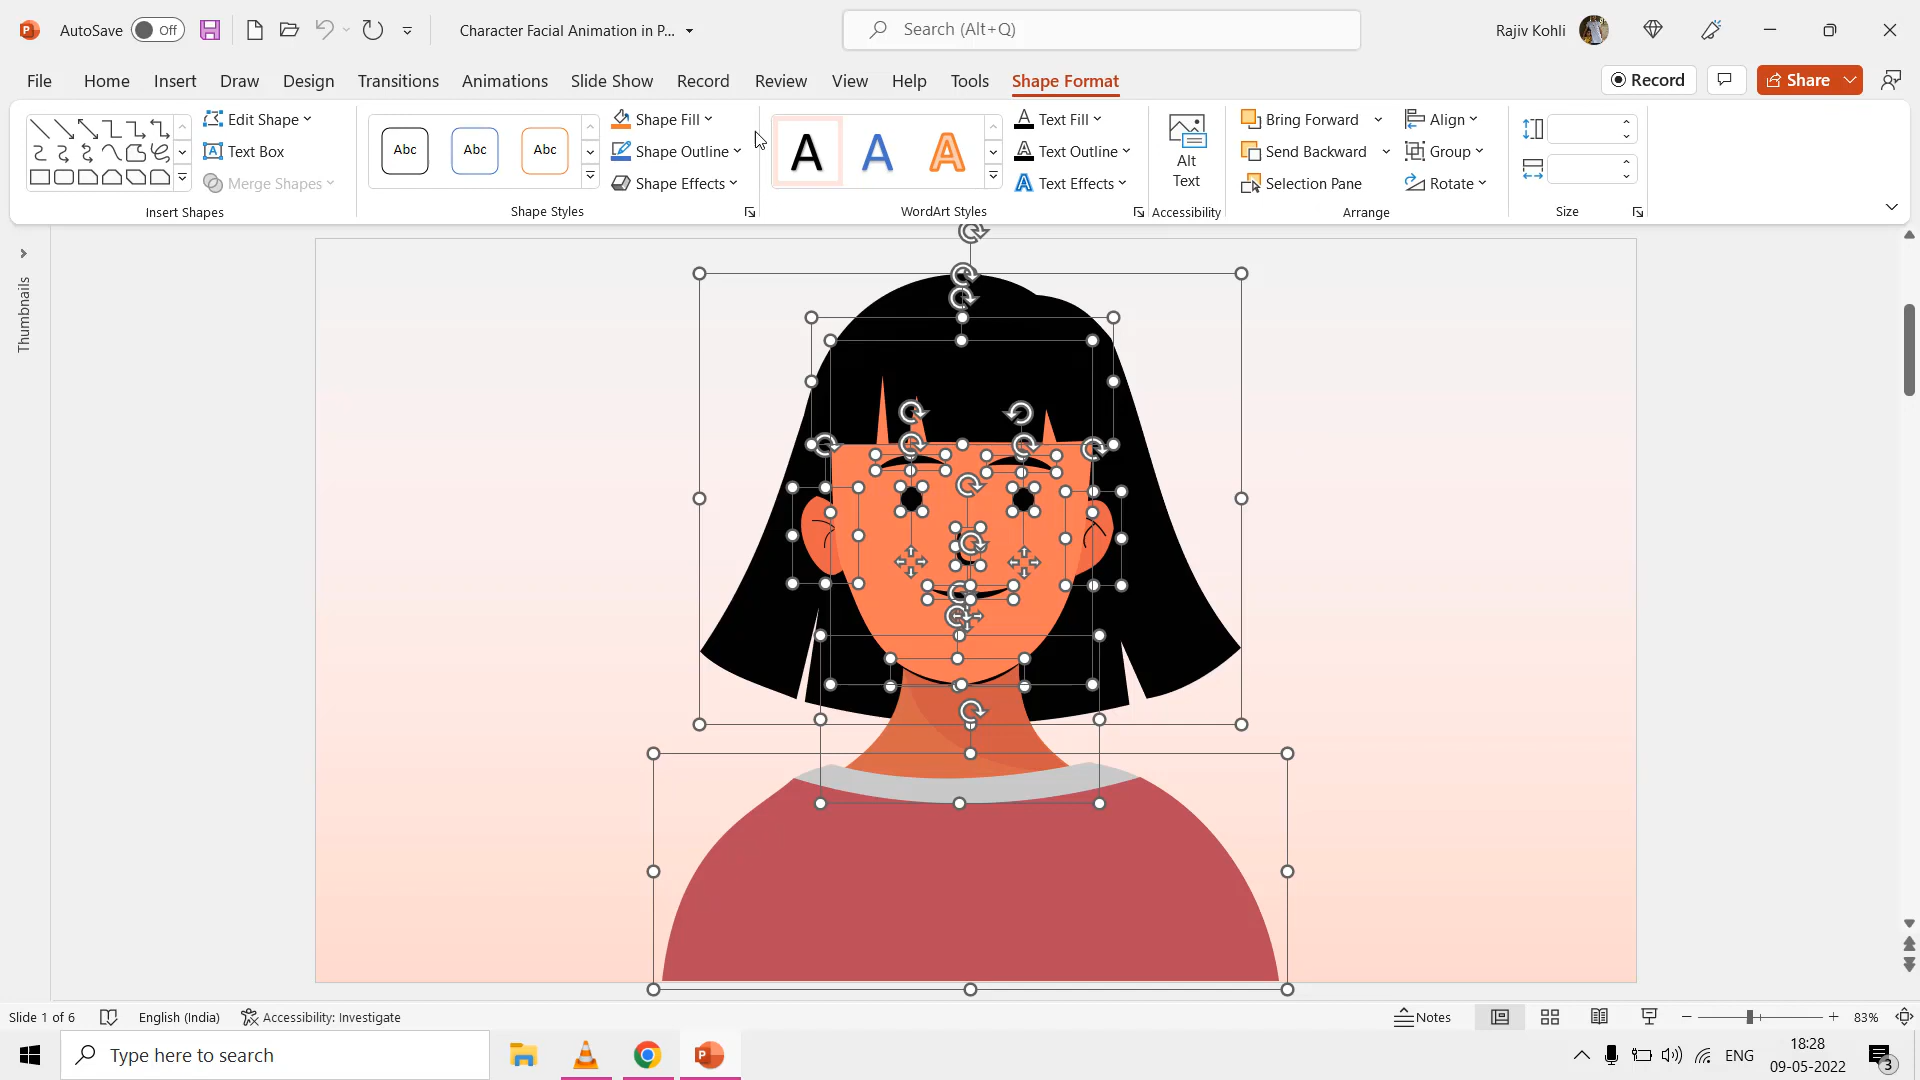 AutoSave Off Character Facial Animation in P... Search (Alt+Q) Rajiv Kohli
File Home Insert Draw Design Transitions Animations Slide Show Record Review View Help Tools Shape Format Record Share
Edit Shape
Text Box
Merge Shapes
Insert Shapes
Abc Abc Abc
Shape Fill
Shape Outline
Shape Effects
Shape Styles
A A A
Text Fill
Text Outline
Text Effects
WordArt Styles
Alt
Text
Accessibility
Bring Forward
Send Backward
Selection Pane
Align
Group
Rotate
Arrange
Size
Thumbnails
Slide 1 of 6 English (India) Accessibility: Investigate Notes 83%
Type here to search
ENG
18:28
09-05-2022
3